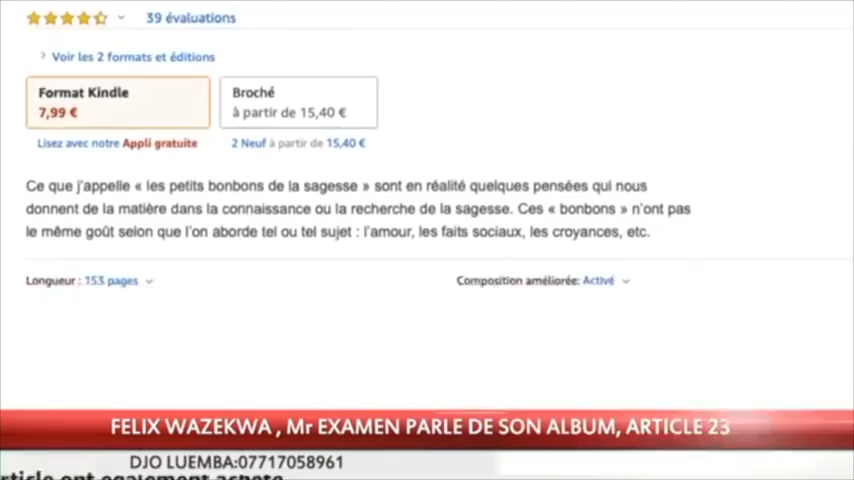 39 évaluations
Voir les 2 formats et éditions
Format Kindle
7,99 €
Broché
à partir de 15,40 €
Lisez avec notre Appli gratuite
2 Neuf à partir de 15,40 €
Ce que j'appelle « les petits bonbons de la sagesse » sont en réalité quelques pensées qui nous
donnent de la matière dans la connaissance ou la recherche de la sagesse. Ces « bonbons » n'ont pas
le même goût selon que l'on aborde tel ou tel sujet : l'amour, les faits sociaux, les croyances, etc.
Longueur : 153 pages
Composition améliorée: Activé
FELIX WAZEKWA , Mr EXAMEN PARLE DE SON ALBUM, ARTICLE 23
DJO LUEMBA:07717058961
rticle ont également acheté